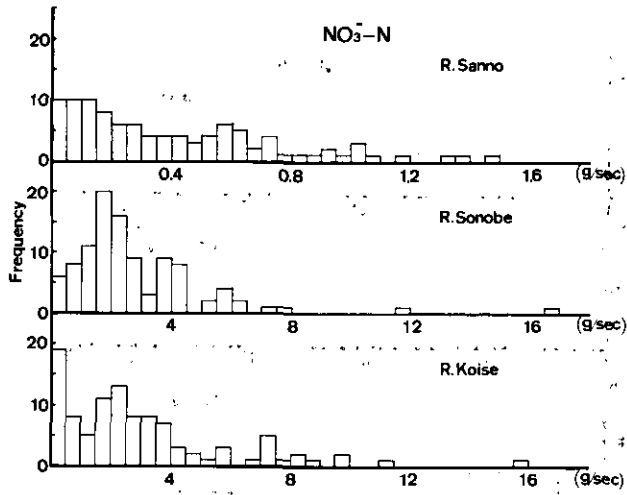 NO₃⁻–N
R.Sanno
20
10
0
0.4 0.8 1.2 1.6 (g/sec)
Frequency
R.Sonobe
20
10
0
4 8 12 16 (g/sec)
R.Koise
20
10
0
4 8 12 16 (g/sec)